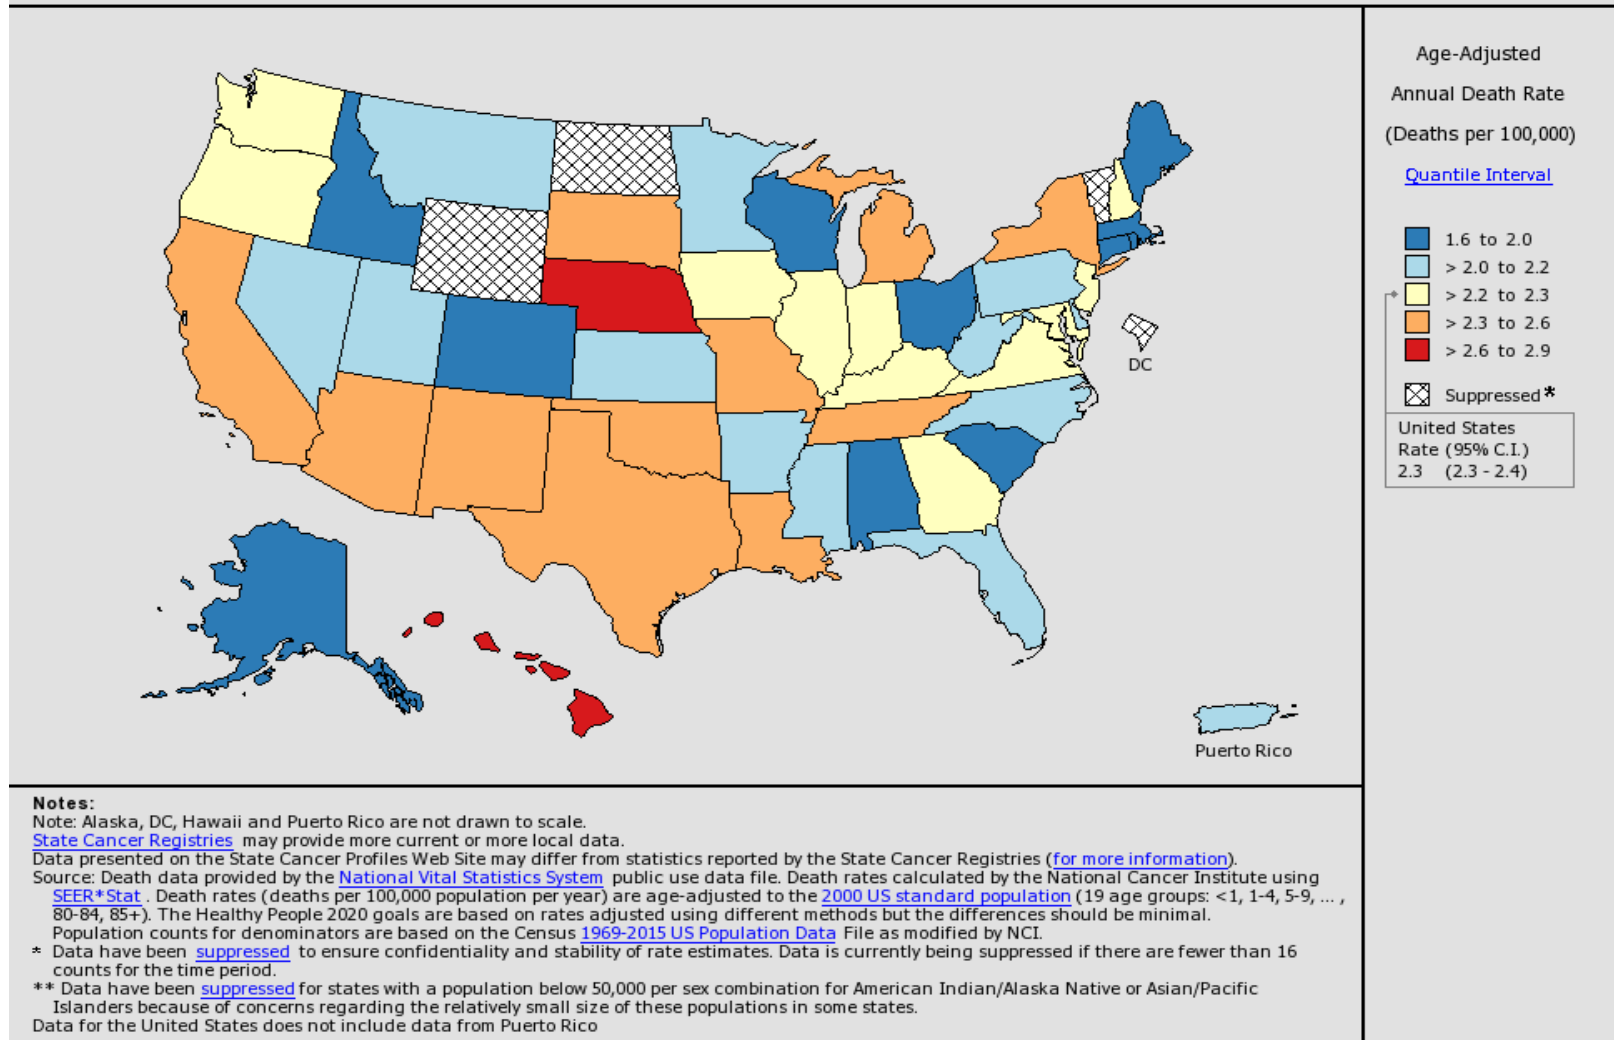 Age-Adjusted
Annual Death Rate
(Deaths per 100,000)
Quantile Interval
1.6 to 2.0
> 2.0 to 2.2
> 2.2 to 2.3
> 2.3 to 2.6
> 2.6 to 2.9
Suppressed*
United States
Rate (95% C.I.)
2.3 (2.3 - 2.4)
DC
Puerto Rico
Notes:
Note: Alaska, DC, Hawaii and Puerto Rico are not drawn to scale.
State Cancer Registries may provide more current or more local data.
Data presented on the State Cancer Profiles Web Site may differ from statistics reported by the State Cancer Registries (for more information).
Source: Death data provided by the National Vital Statistics System public use data file. Death rates calculated by the National Cancer Institute using
SEER*Stat . Death rates (deaths per 100,000 population per year) are age-adjusted to the 2000 US standard population (19 age groups: <1, 1-4, 5-9, ... ,
80-84, 85+). The Healthy People 2020 goals are based on rates adjusted using different methods but the differences should be minimal.
Population counts for denominators are based on the Census 1969-2015 US Population Data File as modified by NCI.
* Data have been suppressed to ensure confidentiality and stability of rate estimates. Data is currently being suppressed if there are fewer than 16
counts for the time period.
** Data have been suppressed for states with a population below 50,000 per sex combination for American Indian/Alaska Native or Asian/Pacific
Islanders because of concerns regarding the relatively small size of these populations in some states.
Data for the United States does not include data from Puerto Rico